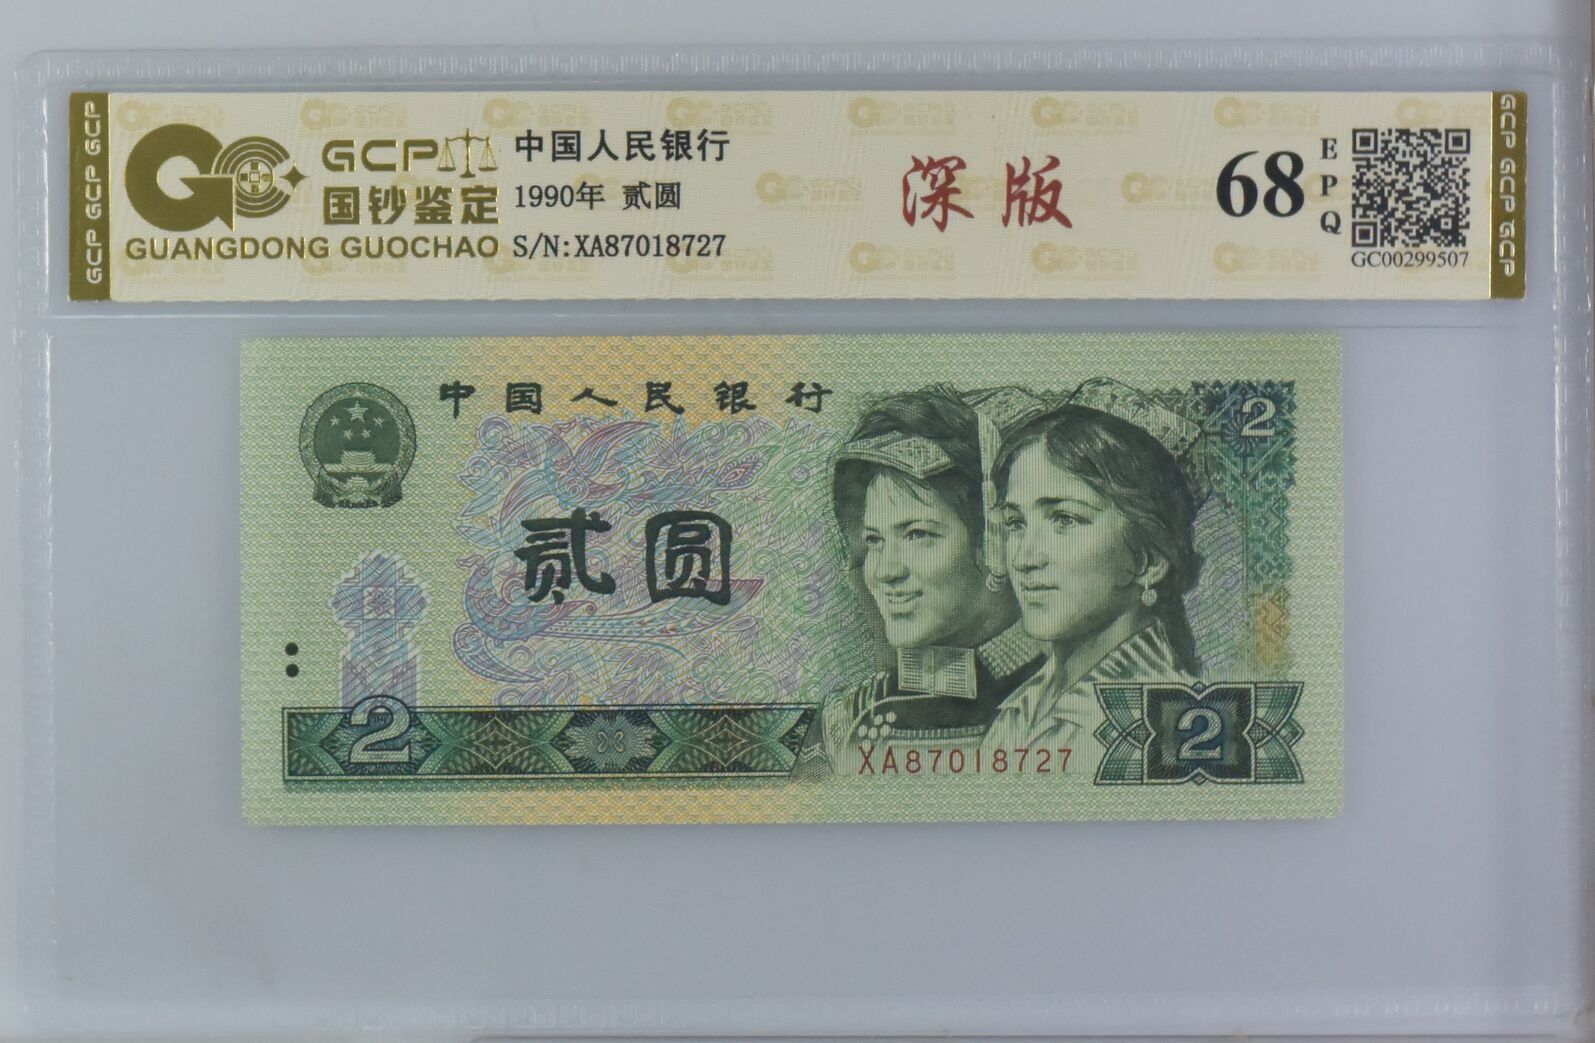 GCP GCP GCP
GC
GCP
国钞鉴定
GUANGDONG GUOCHAO
中国人民银行
1990年 贰圆
S/N:XA87018727
深版
68
EPQ
GC00299507
GCP GCP GCP
中国人民银行
2
贰圆
2
XA87018727
2